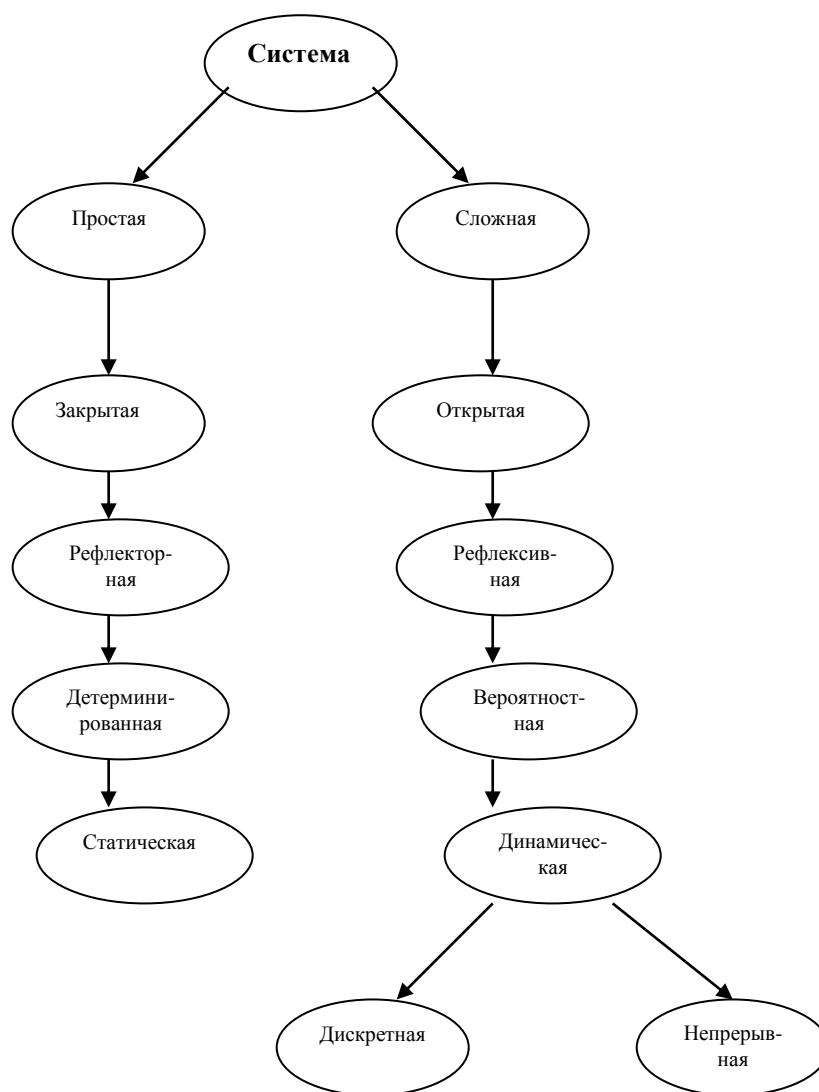 Система
Простая
Сложная
Закрытая
Открытая
Рефлектор-
ная
Рефлексив-
ная
Детермини-
рованная
Вероятност-
ная
Статическая
Динамичес-
кая
Дискретная
Непрерыв-
ная